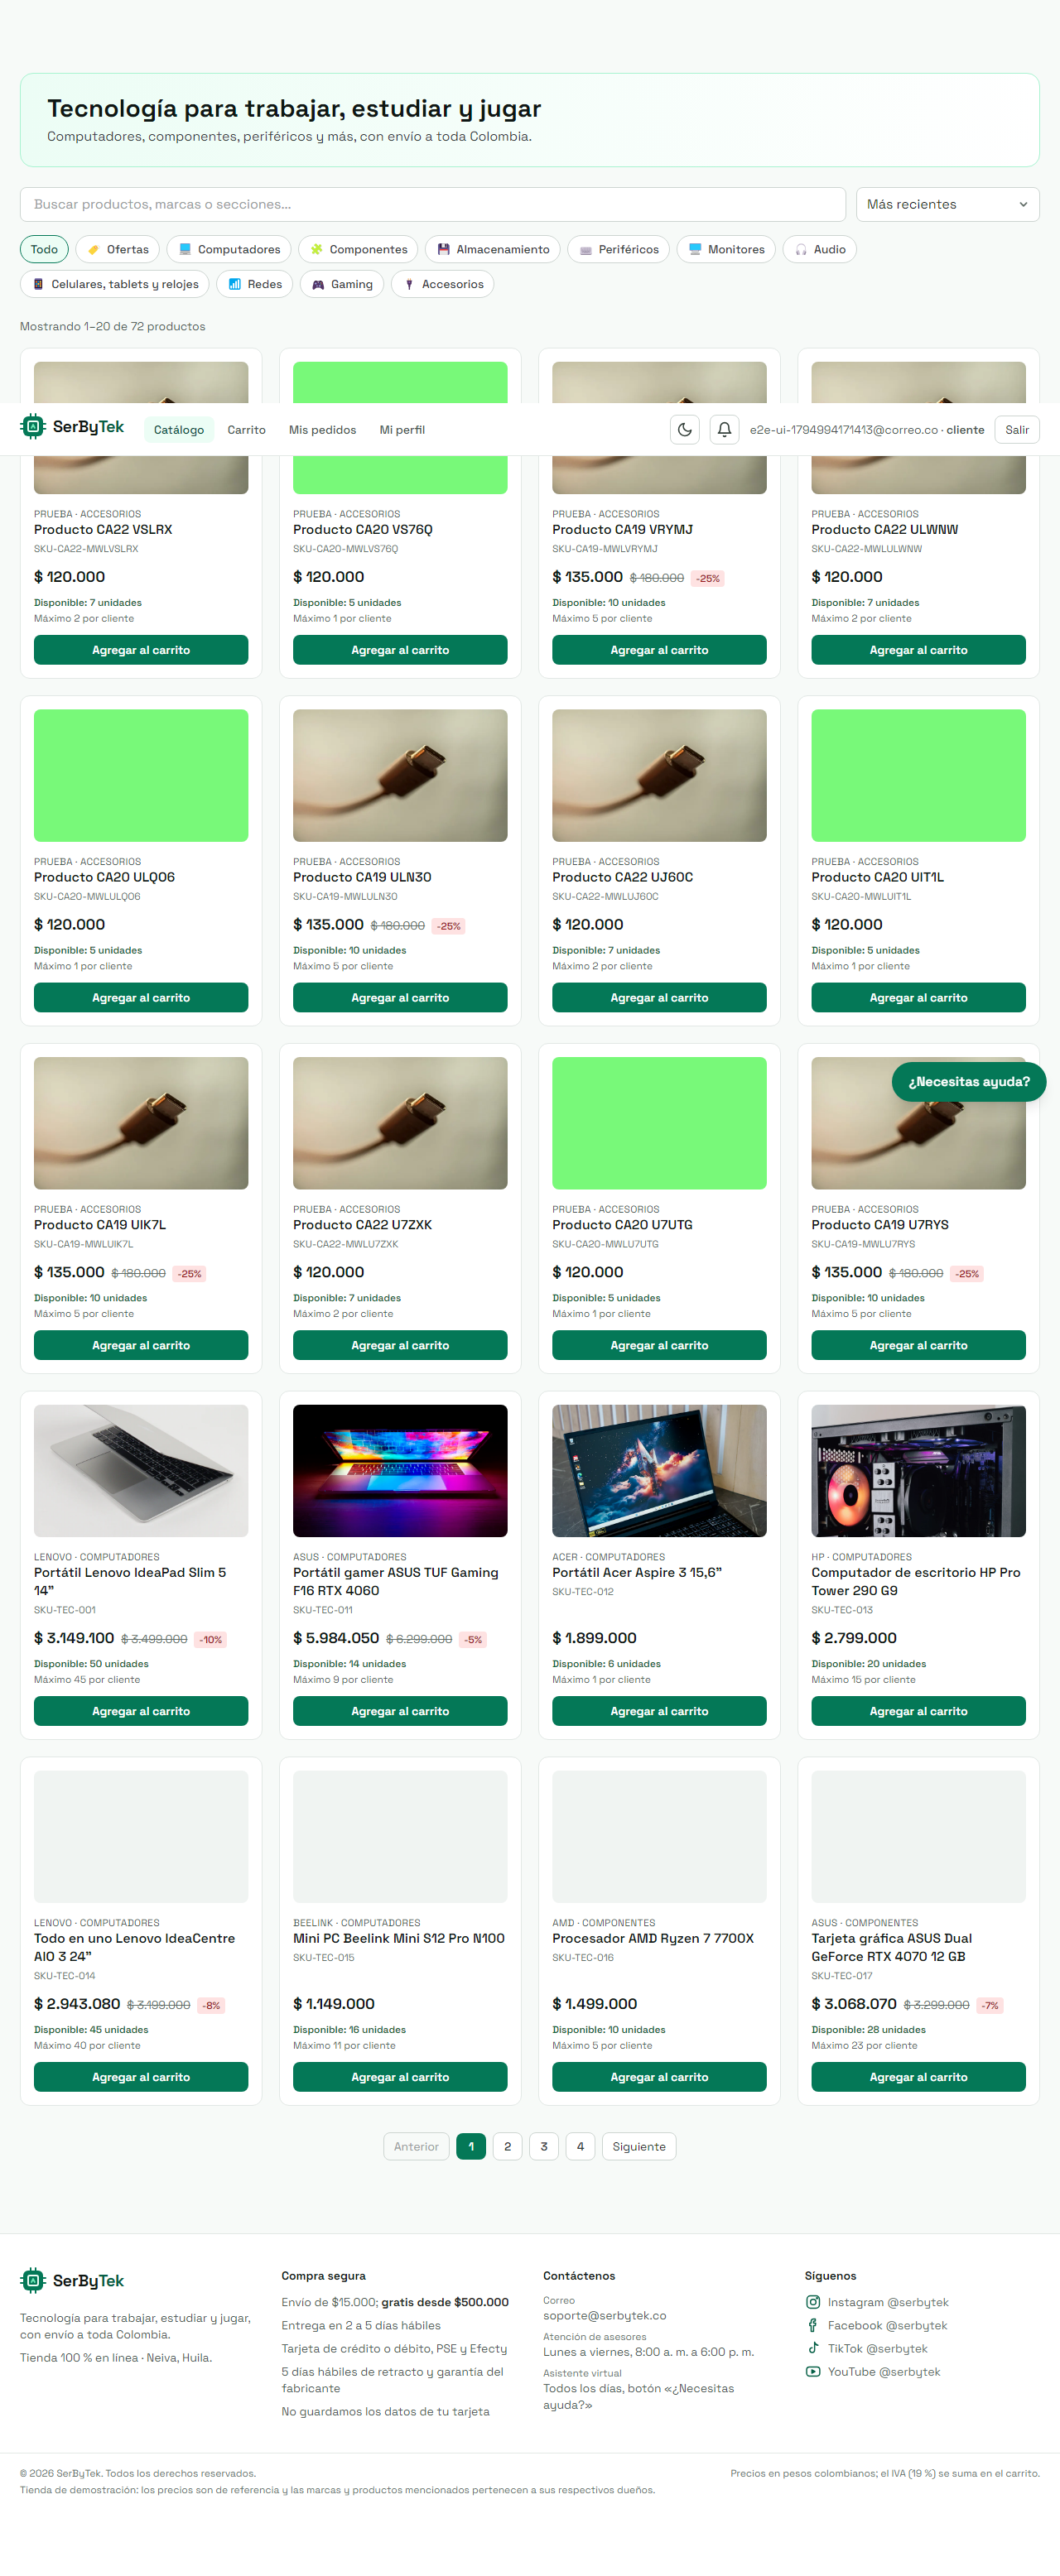 Tecnología para trabajar, estudiar y jugar
Computadores, componentes, periféricos y más, con envío a toda Colombia.
Buscar productos, marcas o secciones...
Más recientes
Todo
Ofertas
Computadores
Componentes
Almacenamiento
Periféricos
Monitores
Audio
Celulares, tablets y relojes
Redes
Gaming
Accesorios
Mostrando 1–20 de 72 productos
SerByTek
Catálogo
Carrito
Mis pedidos
Mi perfil
e2e-ui-1794994171413@correo.co · cliente
Salir
PRUEBA · ACCESORIOS
Producto CA22 VSLRX
SKU-CA22-MWLVSLRX
$ 120.000
Disponible: 7 unidades
Máximo 2 por cliente
Agregar al carrito
PRUEBA · ACCESORIOS
Producto CA20 VS76Q
SKU-CA20-MWLVS76Q
$ 120.000
Disponible: 5 unidades
Máximo 1 por cliente
Agregar al carrito
PRUEBA · ACCESORIOS
Producto CA19 VRYMJ
SKU-CA19-MWLVRYMJ
$ 135.000 $ 180.000 -25%
Disponible: 10 unidades
Máximo 5 por cliente
Agregar al carrito
PRUEBA · ACCESORIOS
Producto CA22 ULWNW
SKU-CA22-MWLULWNW
$ 120.000
Disponible: 7 unidades
Máximo 2 por cliente
Agregar al carrito
PRUEBA · ACCESORIOS
Producto CA20 ULQO6
SKU-CA20-MWLULQO6
$ 120.000
Disponible: 5 unidades
Máximo 1 por cliente
Agregar al carrito
PRUEBA · ACCESORIOS
Producto CA19 ULN30
SKU-CA19-MWLULN30
$ 135.000 $ 180.000 -25%
Disponible: 10 unidades
Máximo 5 por cliente
Agregar al carrito
PRUEBA · ACCESORIOS
Producto CA22 UJ60C
SKU-CA22-MWLUJ60C
$ 120.000
Disponible: 7 unidades
Máximo 2 por cliente
Agregar al carrito
PRUEBA · ACCESORIOS
Producto CA20 UIT1L
SKU-CA20-MWLUIT1L
$ 120.000
Disponible: 5 unidades
Máximo 1 por cliente
Agregar al carrito
¿Necesitas ayuda?
PRUEBA · ACCESORIOS
Producto CA19 UIK7L
SKU-CA19-MWLUIK7L
$ 135.000 $ 180.000 -25%
Disponible: 10 unidades
Máximo 5 por cliente
Agregar al carrito
PRUEBA · ACCESORIOS
Producto CA22 U7ZXK
SKU-CA22-MWLU7ZXK
$ 120.000
Disponible: 7 unidades
Máximo 2 por cliente
Agregar al carrito
PRUEBA · ACCESORIOS
Producto CA20 U7UTG
SKU-CA20-MWLU7UTG
$ 120.000
Disponible: 5 unidades
Máximo 1 por cliente
Agregar al carrito
PRUEBA · ACCESORIOS
Producto CA19 U7RYS
SKU-CA19-MWLU7RYS
$ 135.000 $ 180.000 -25%
Disponible: 10 unidades
Máximo 5 por cliente
Agregar al carrito
LENOVO · COMPUTADORES
Portátil Lenovo IdeaPad Slim 5
14”
SKU-TEC-001
$ 3.149.100 $ 3.499.000 -10%
Disponible: 50 unidades
Máximo 45 por cliente
Agregar al carrito
ASUS · COMPUTADORES
Portátil gamer ASUS TUF Gaming
F16 RTX 4060
SKU-TEC-011
$ 5.984.050 $ 6.299.000 -5%
Disponible: 14 unidades
Máximo 9 por cliente
Agregar al carrito
ACER · COMPUTADORES
Portátil Acer Aspire 3 15,6”
SKU-TEC-012
$ 1.899.000
Disponible: 6 unidades
Máximo 1 por cliente
Agregar al carrito
HP · COMPUTADORES
Computador de escritorio HP Pro
Tower 290 G9
SKU-TEC-013
$ 2.799.000
Disponible: 20 unidades
Máximo 15 por cliente
Agregar al carrito
LENOVO · COMPUTADORES
Todo en uno Lenovo IdeaCentre
AIO 3 24”
SKU-TEC-014
$ 2.943.080 $ 3.199.000 -8%
Disponible: 45 unidades
Máximo 40 por cliente
Agregar al carrito
BEELINK · COMPUTADORES
Mini PC Beelink Mini S12 Pro N100
SKU-TEC-015
$ 1.149.000
Disponible: 16 unidades
Máximo 11 por cliente
Agregar al carrito
AMD · COMPONENTES
Procesador AMD Ryzen 7 7700X
SKU-TEC-016
$ 1.499.000
Disponible: 10 unidades
Máximo 5 por cliente
Agregar al carrito
ASUS · COMPONENTES
Tarjeta gráfica ASUS Dual
GeForce RTX 4070 12 GB
SKU-TEC-017
$ 3.068.070 $ 3.299.000 -7%
Disponible: 28 unidades
Máximo 23 por cliente
Agregar al carrito
Anterior 1 2 3 4 Siguiente
SerByTek
Tecnología para trabajar, estudiar y jugar,
con envío a toda Colombia.
Tienda 100 % en línea · Neiva, Huila.
Compra segura
Envío de $15.000; gratis desde $500.000
Entrega en 2 a 5 días hábiles
Tarjeta de crédito o débito, PSE y Efecty
5 días hábiles de retracto y garantía del
fabricante
No guardamos los datos de tu tarjeta
Contáctenos
Correo
soporte@serbytek.co
Atención de asesores
Lunes a viernes, 8:00 a. m. a 6:00 p. m.
Asistente virtual
Todos los días, botón «¿Necesitas
ayuda?»
Síguenos
Instagram @serbytek
Facebook @serbytek
TikTok @serbytek
YouTube @serbytek
© 2026 SerByTek. Todos los derechos reservados.
Precios en pesos colombianos; el IVA (19 %) se suma en el carrito.
Tienda de demostración: los precios son de referencia y las marcas y productos mencionados pertenecen a sus respectivos dueños.